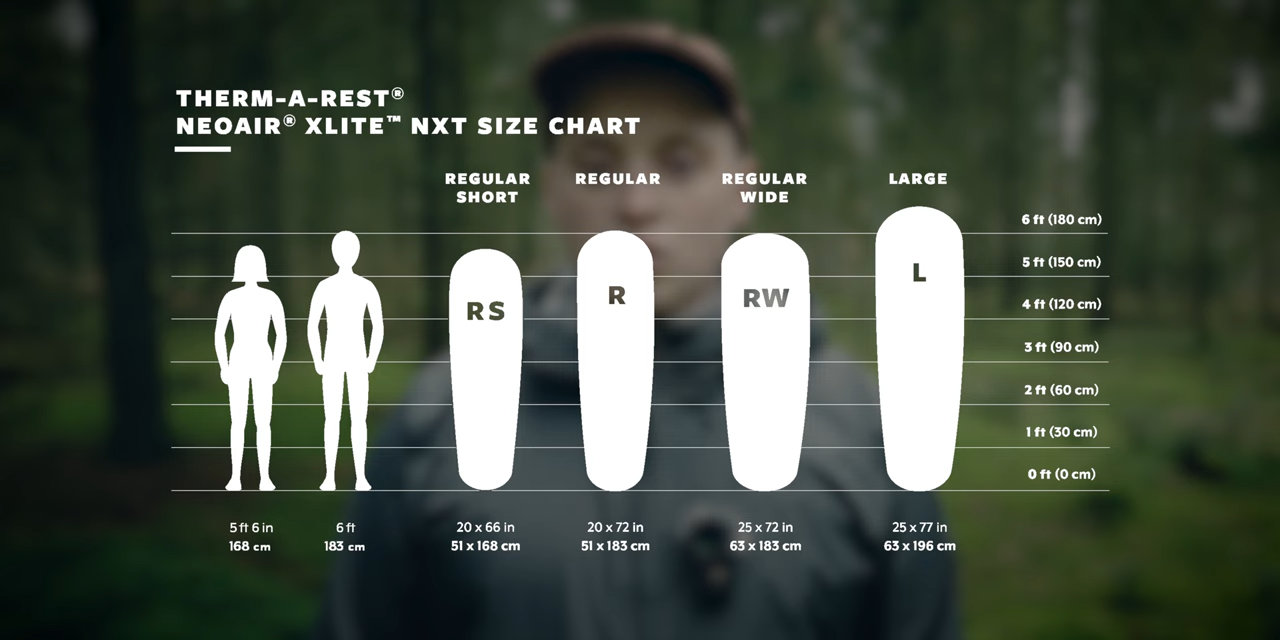 THERM-A-REST®
NEOAIR® XLITE™ NXT SIZE CHART
REGULAR
SHORT
REGULAR
REGULAR
WIDE
LARGE
6 ft (180 cm)
5 ft (150 cm)
4 ft (120 cm)
3 ft (90 cm)
2 ft (60 cm)
1 ft (30 cm)
0 ft (0 cm)
RS
R
RW
L
5 ft 6 in
168 cm
6 ft
183 cm
20 x 66 in
51 x 168 cm
20 x 72 in
51 x 183 cm
25 x 72 in
63 x 183 cm
25 x 77 in
63 x 196 cm